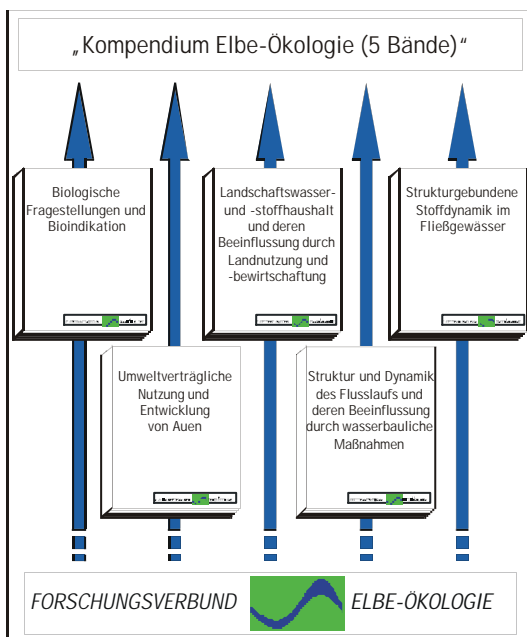 „Kompendium Elbe-Ökologie (5 Bände)“
Biologische
Fragestellungen und
Bioindikation
Landschaftswasser-
und -stoffhaushalt
und deren
Beeinflussung durch
Landnutzung und
-bewirtschaftung
Strukturgebundene
Stoffdynamik im
Fließgewässer
Umweltverträgliche
Nutzung und
Entwicklung
von Auen
Struktur und Dynamik
des Flusslaufs und
deren Beeinflussung
durch wasserbauliche
Maßnahmen
FORSCHUNGSVERBUND ELBE-ÖKOLOGIE